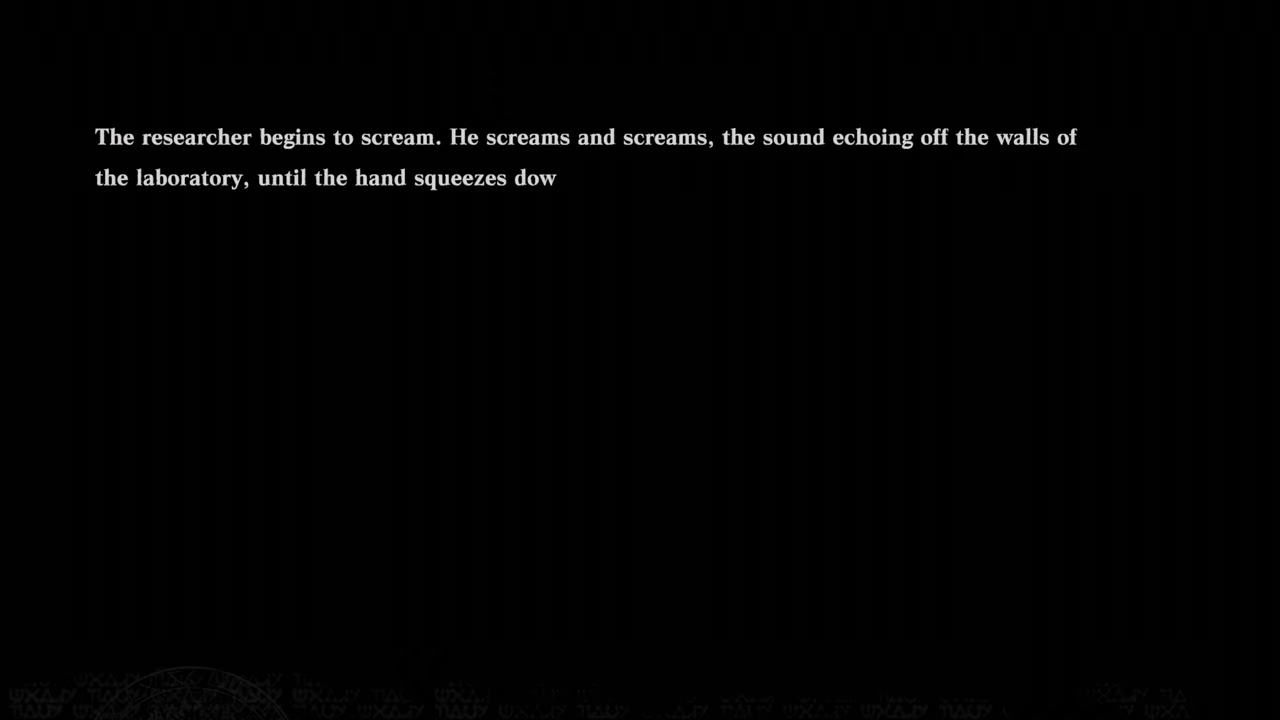 The researcher begins to scream. He screams and screams, the sound echoing off the walls of
the laboratory, until the hand squeezes dow